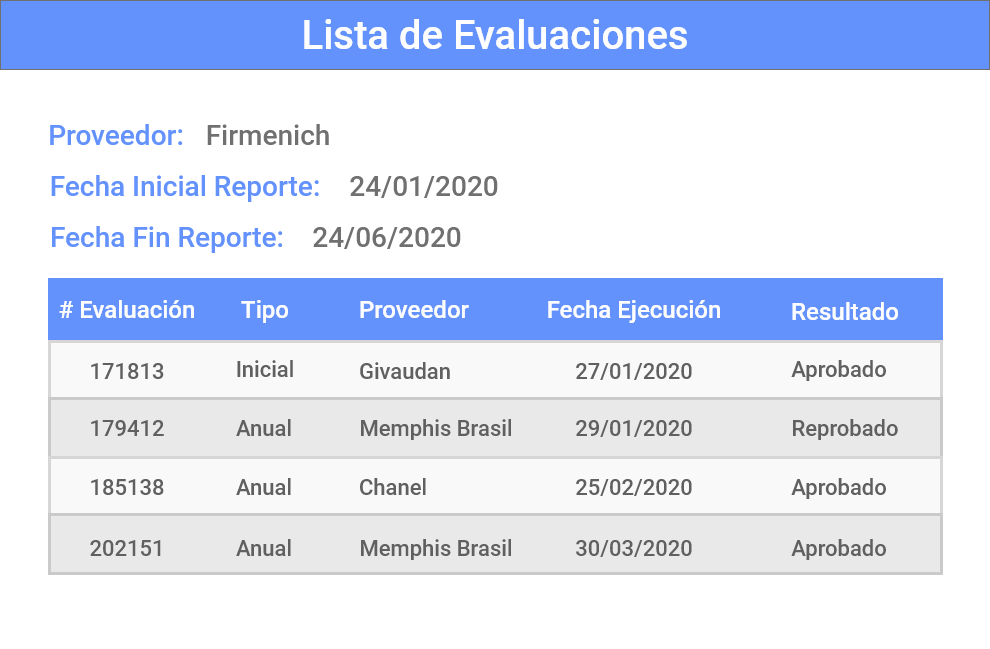 Lista de Evaluaciones
Proveedor: Firmenich
Fecha Inicial Reporte: 24/01/2020
Fecha Fin Reporte: 24/06/2020
# Evaluación Tipo Proveedor Fecha Ejecución Resultado
171813 Inicial Givaudan 27/01/2020 Aprobado
179412 Anual Memphis Brasil 29/01/2020 Reprobado
185138 Anual Chanel 25/02/2020 Aprobado
202151 Anual Memphis Brasil 30/03/2020 Aprobado